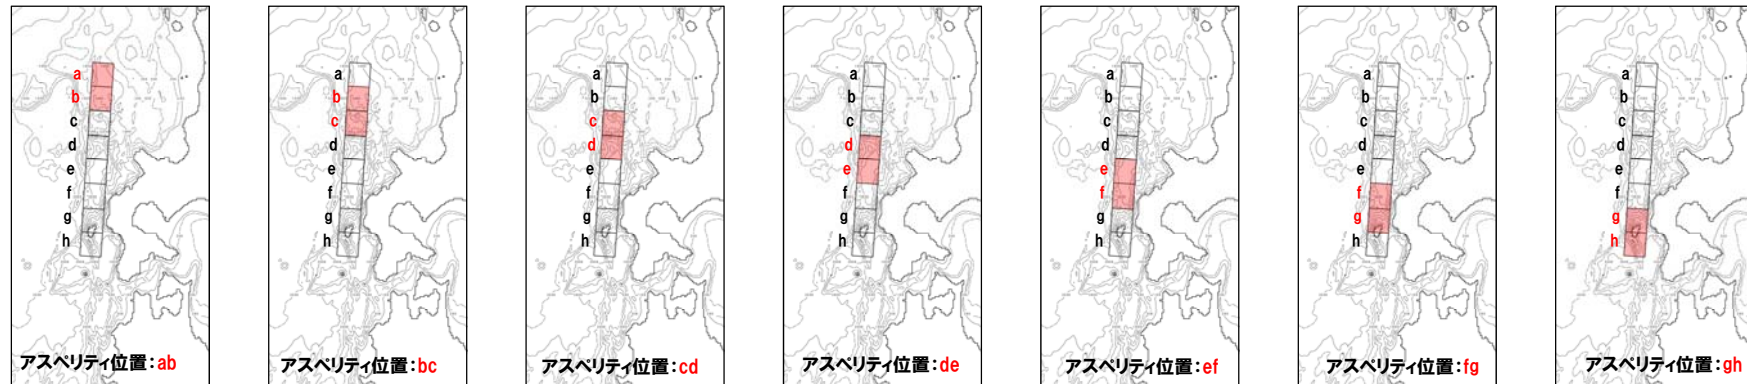 a
b
c
d
e
f
g
h
アスペリティ位置：ab
a
b
c
d
e
f
g
h
アスペリティ位置：bc
a
b
c
d
e
f
g
h
アスペリティ位置：cd
a
b
c
d
e
f
g
h
アスペリティ位置：de
a
b
c
d
e
f
g
h
アスペリティ位置：ef
a
b
c
d
e
f
g
h
アスペリティ位置：fg
a
b
c
d
e
f
g
h
アスペリティ位置：gh